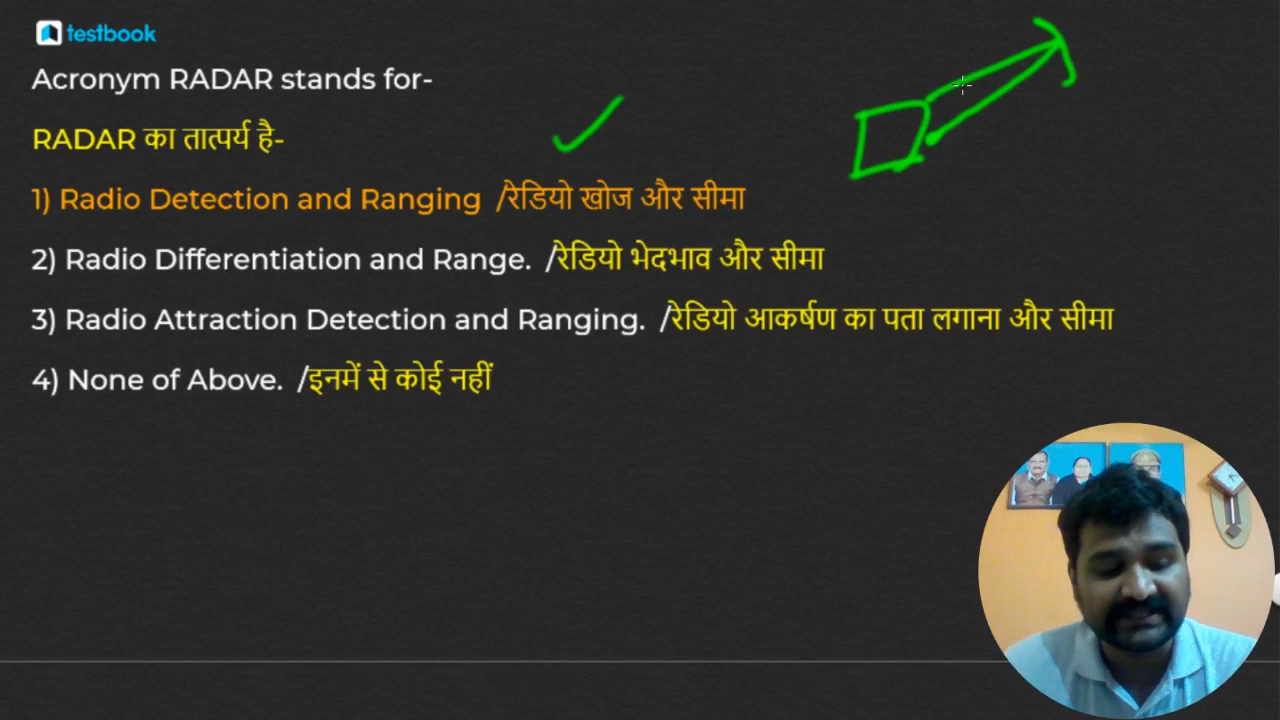 testbook
Acronym RADAR stands for-
RADAR का तात्पर्य है-
1) Radio Detection and Ranging /रेडियो खोज और सीमा
2) Radio Differentiation and Range. /रेडियो भेदभाव और सीमा
3) Radio Attraction Detection and Ranging. /रेडियो आकर्षण का पता लगाना और सीमा
4) None of Above. /इनमें से कोई नहीं